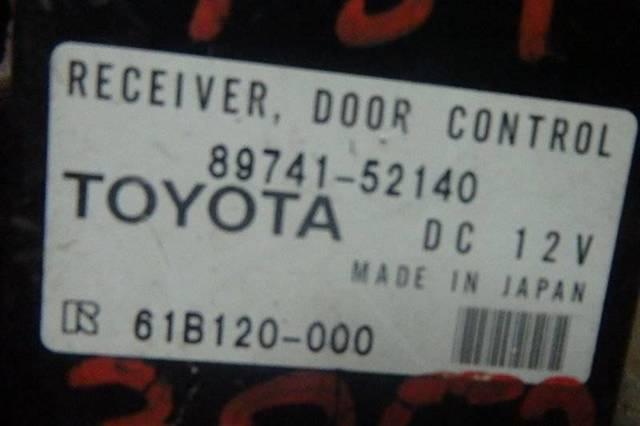 RECEIVER, DOOR CONTROL
89741-52140
TOYOTA
DC 12V
MADE IN JAPAN
61B120-000